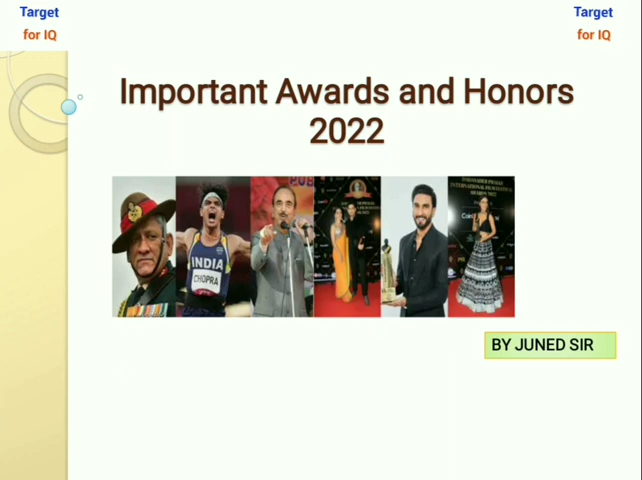 Target
for IQ
Target
for IQ
Important Awards and Honors
2022
INDIA
CHOPRA
BY JUNED SIR